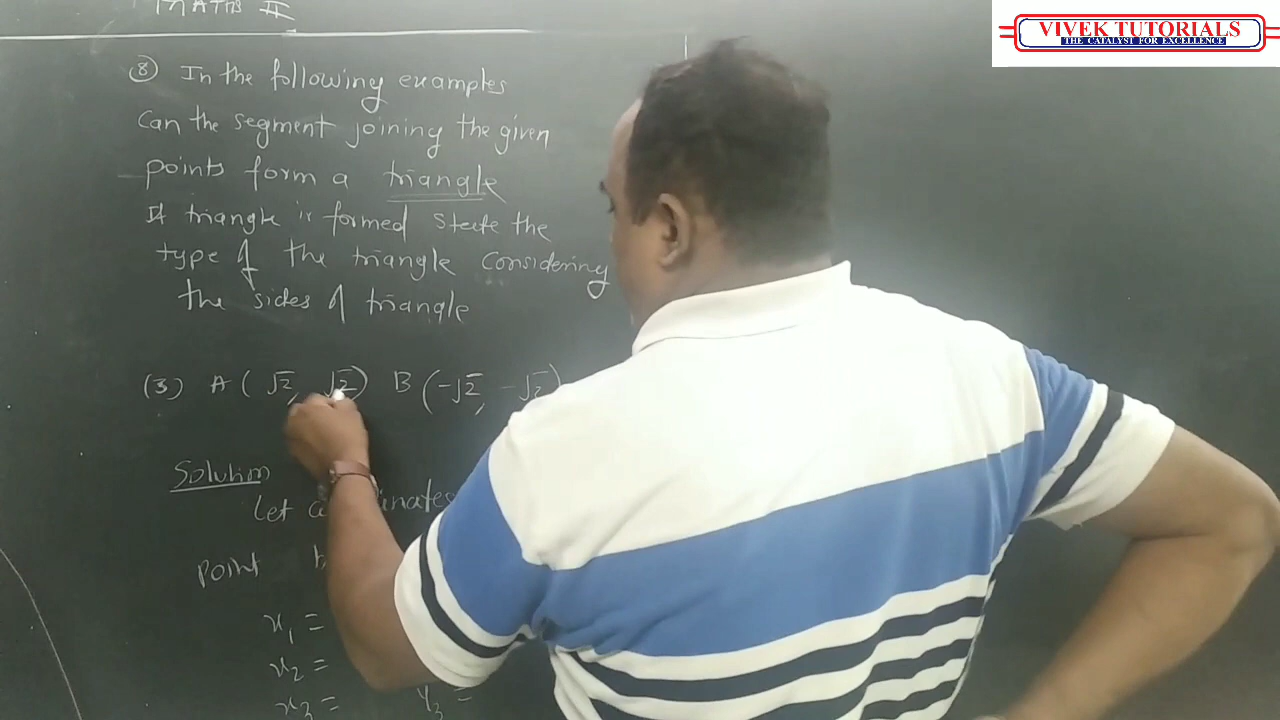 MATHS II
VIVEK TUTORIALS
THE CATALYST FOR EXCELLENCE
(8) In the following examples
Can the segment joining the given
points form a triangle
If triangle is formed state the
type of the triangle considering
the sides of triangle
(3) A (√2, √2) B (-√2, -√2)
Solution
Let
Point
x₁ =
x₂ =
x₃ = y₃ =